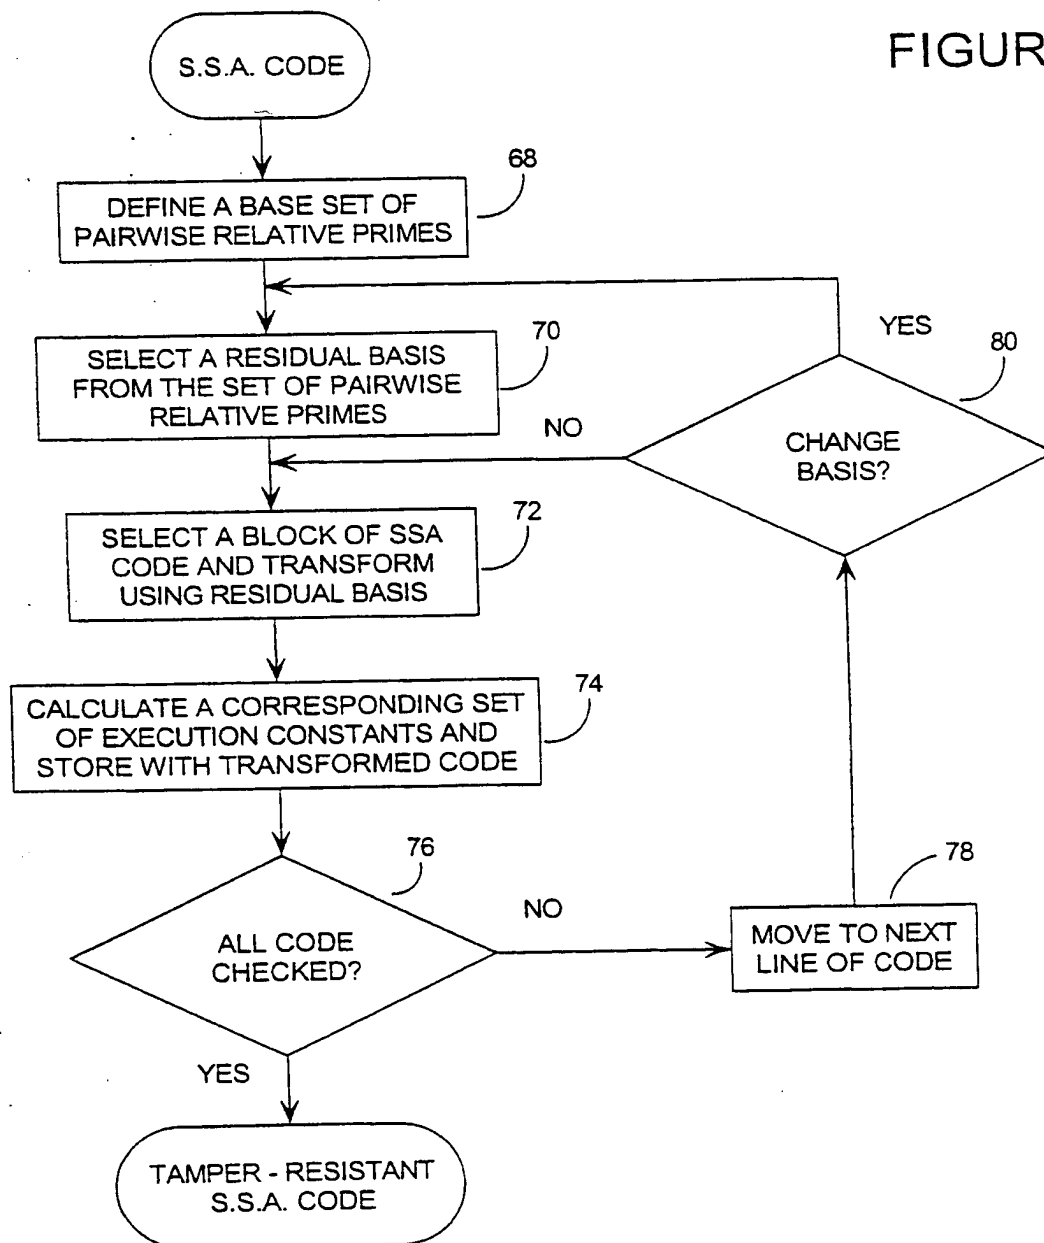 FIGUR
S.S.A. CODE
68
DEFINE A BASE SET OF
PAIRWISE RELATIVE PRIMES
YES
80
70
SELECT A RESIDUAL BASIS
FROM THE SET OF PAIRWISE
RELATIVE PRIMES
NO
CHANGE
BASIS?
72
SELECT A BLOCK OF SSA
CODE AND TRANSFORM
USING RESIDUAL BASIS
74
CALCULATE A CORRESPONDING SET
OF EXECUTION CONSTANTS AND
STORE WITH TRANSFORMED CODE
76
78
NO
ALL CODE
CHECKED?
MOVE TO NEXT
LINE OF CODE
YES
TAMPER - RESISTANT
S.S.A. CODE